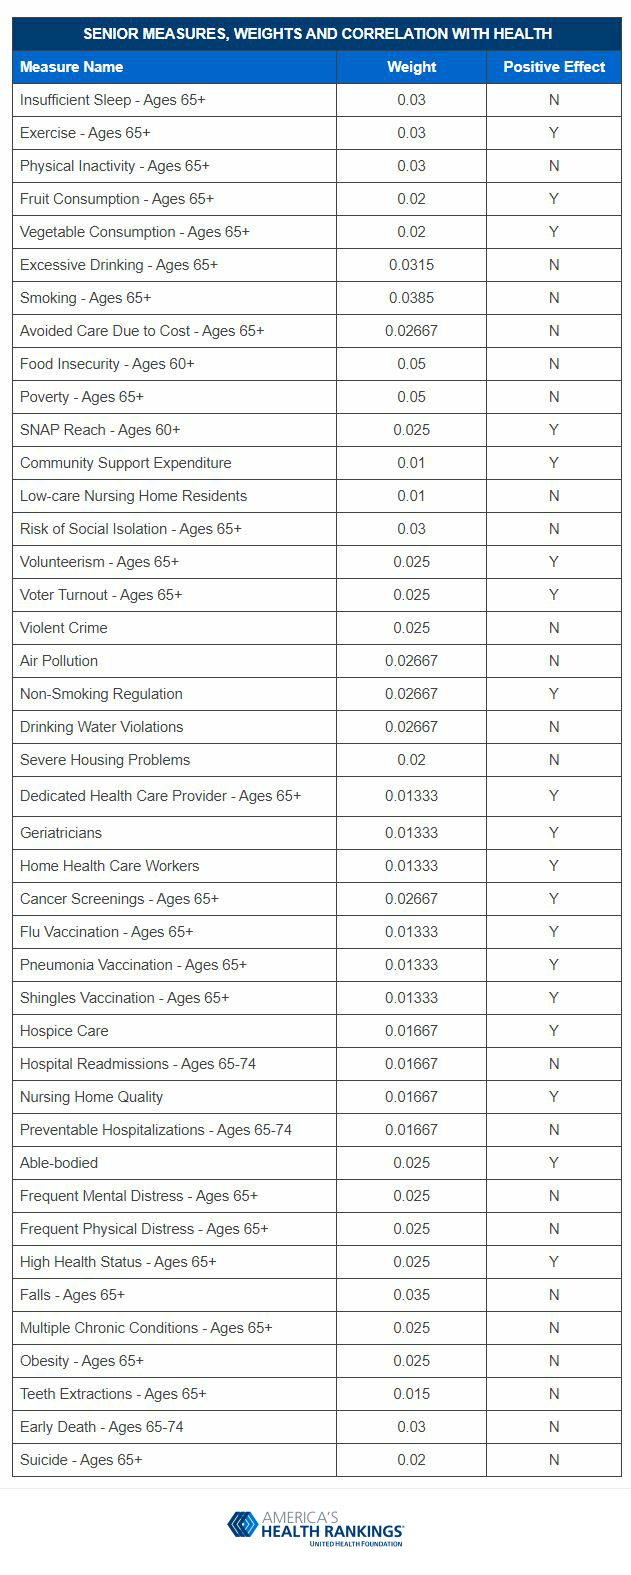 SENIOR MEASURES, WEIGHTS AND CORRELATION WITH HEALTH
Measure Name Weight Positive Effect
Insufficient Sleep - Ages 65+ 0.03 N
Exercise - Ages 65+ 0.03 Y
Physical Inactivity - Ages 65+ 0.03 N
Fruit Consumption - Ages 65+ 0.02 Y
Vegetable Consumption - Ages 65+ 0.02 Y
Excessive Drinking - Ages 65+ 0.0315 N
Smoking - Ages 65+ 0.0385 N
Avoided Care Due to Cost - Ages 65+ 0.02667 N
Food Insecurity - Ages 60+ 0.05 N
Poverty - Ages 65+ 0.05 N
SNAP Reach - Ages 60+ 0.025 Y
Community Support Expenditure 0.01 Y
Low-care Nursing Home Residents 0.01 N
Risk of Social Isolation - Ages 65+ 0.03 N
Volunteerism - Ages 65+ 0.025 Y
Voter Turnout - Ages 65+ 0.025 Y
Violent Crime 0.025 N
Air Pollution 0.02667 N
Non-Smoking Regulation 0.02667 Y
Drinking Water Violations 0.02667 N
Severe Housing Problems 0.02 N
Dedicated Health Care Provider - Ages 65+ 0.01333 Y
Geriatricians 0.01333 Y
Home Health Care Workers 0.01333 Y
Cancer Screenings - Ages 65+ 0.02667 Y
Flu Vaccination - Ages 65+ 0.01333 Y
Pneumonia Vaccination - Ages 65+ 0.01333 Y
Shingles Vaccination - Ages 65+ 0.01333 Y
Hospice Care 0.01667 Y
Hospital Readmissions - Ages 65-74 0.01667 N
Nursing Home Quality 0.01667 Y
Preventable Hospitalizations - Ages 65-74 0.01667 N
Able-bodied 0.025 Y
Frequent Mental Distress - Ages 65+ 0.025 N
Frequent Physical Distress - Ages 65+ 0.025 N
High Health Status - Ages 65+ 0.025 Y
Falls - Ages 65+ 0.035 N
Multiple Chronic Conditions - Ages 65+ 0.025 N
Obesity - Ages 65+ 0.025 N
Teeth Extractions - Ages 65+ 0.015 N
Early Death - Ages 65-74 0.03 N
Suicide - Ages 65+ 0.02 N
AMERICA'S
HEALTH RANKINGS®
UNITED HEALTH FOUNDATION